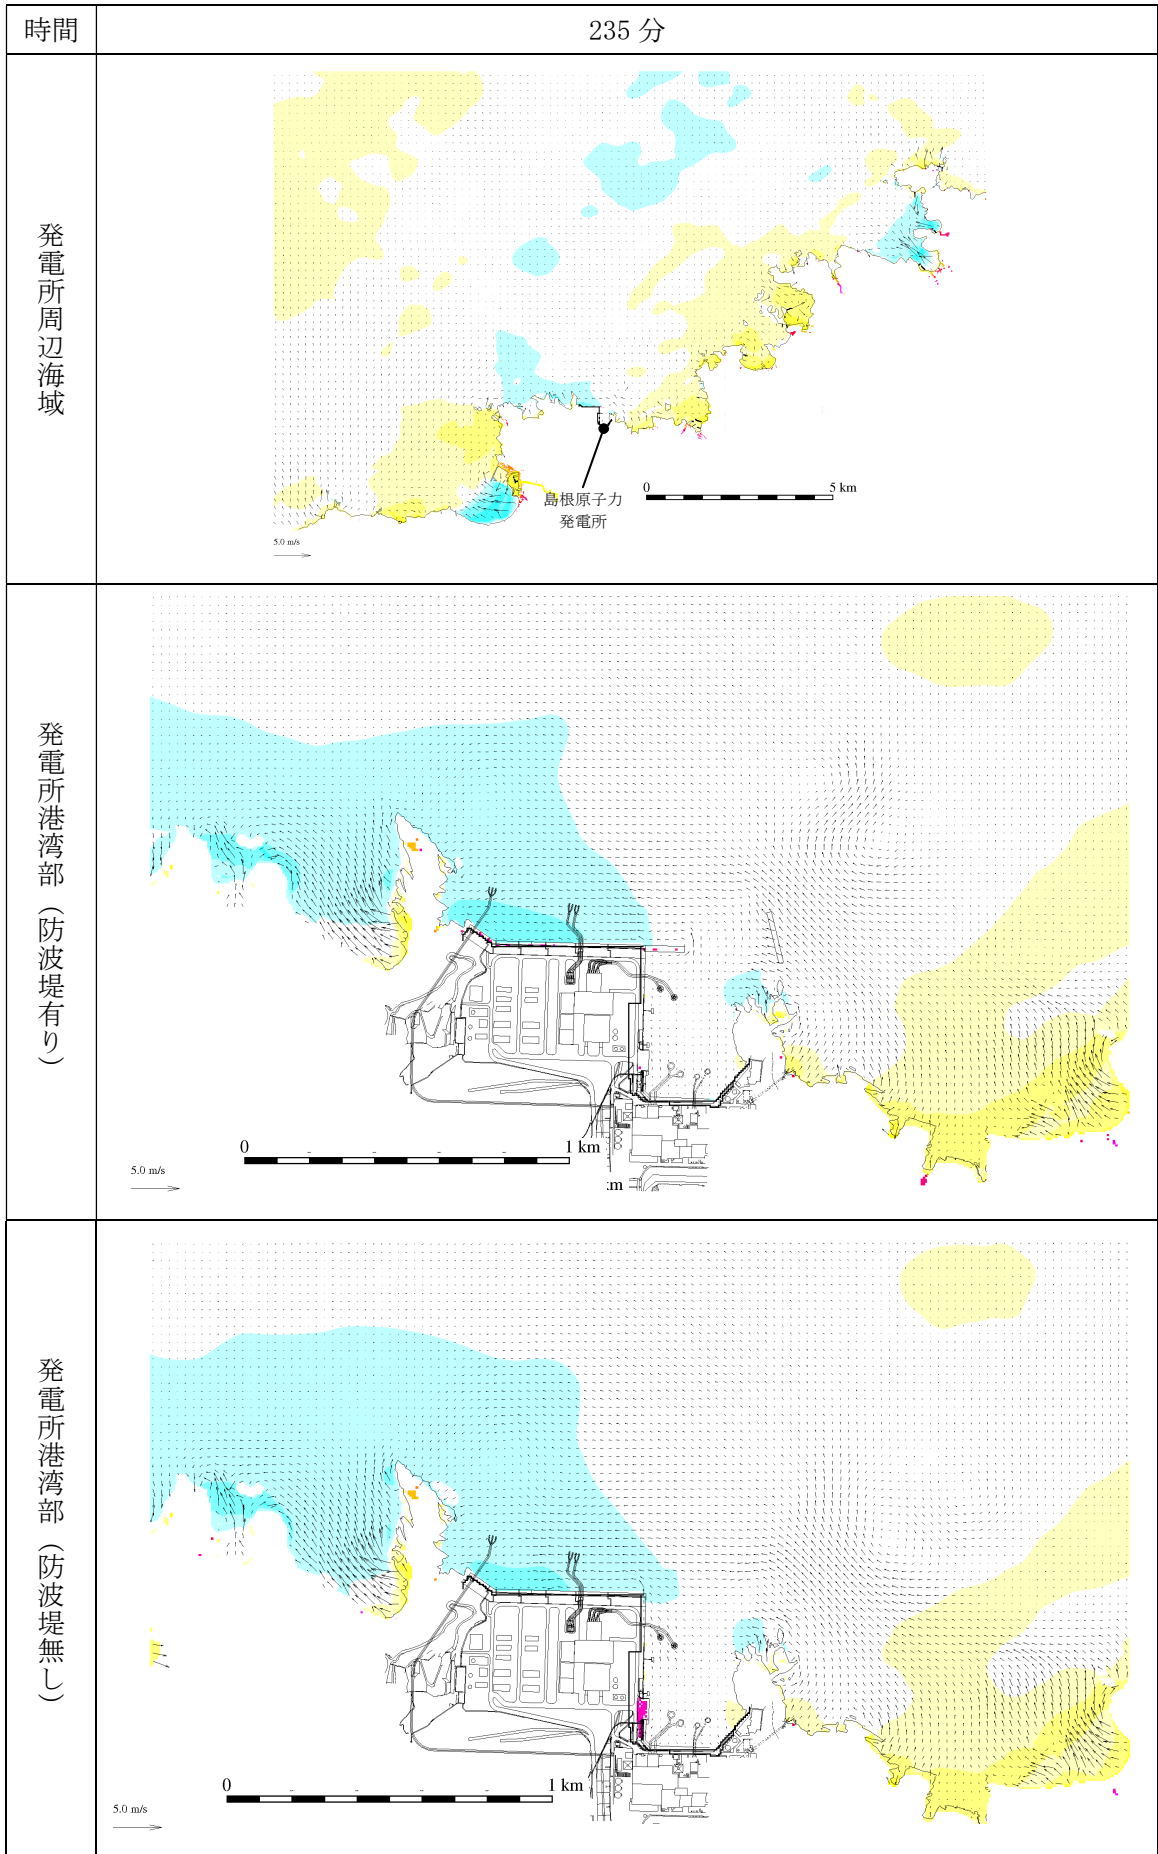 時間
235 分
発電所周辺海域
島根原子力
発電所
0
5 km
5.0 m/s
発電所港湾部（防波堤有り）
0
1 km
5.0 m/s
:m
発電所港湾部（防波堤無し）
0
1 km
5.0 m/s